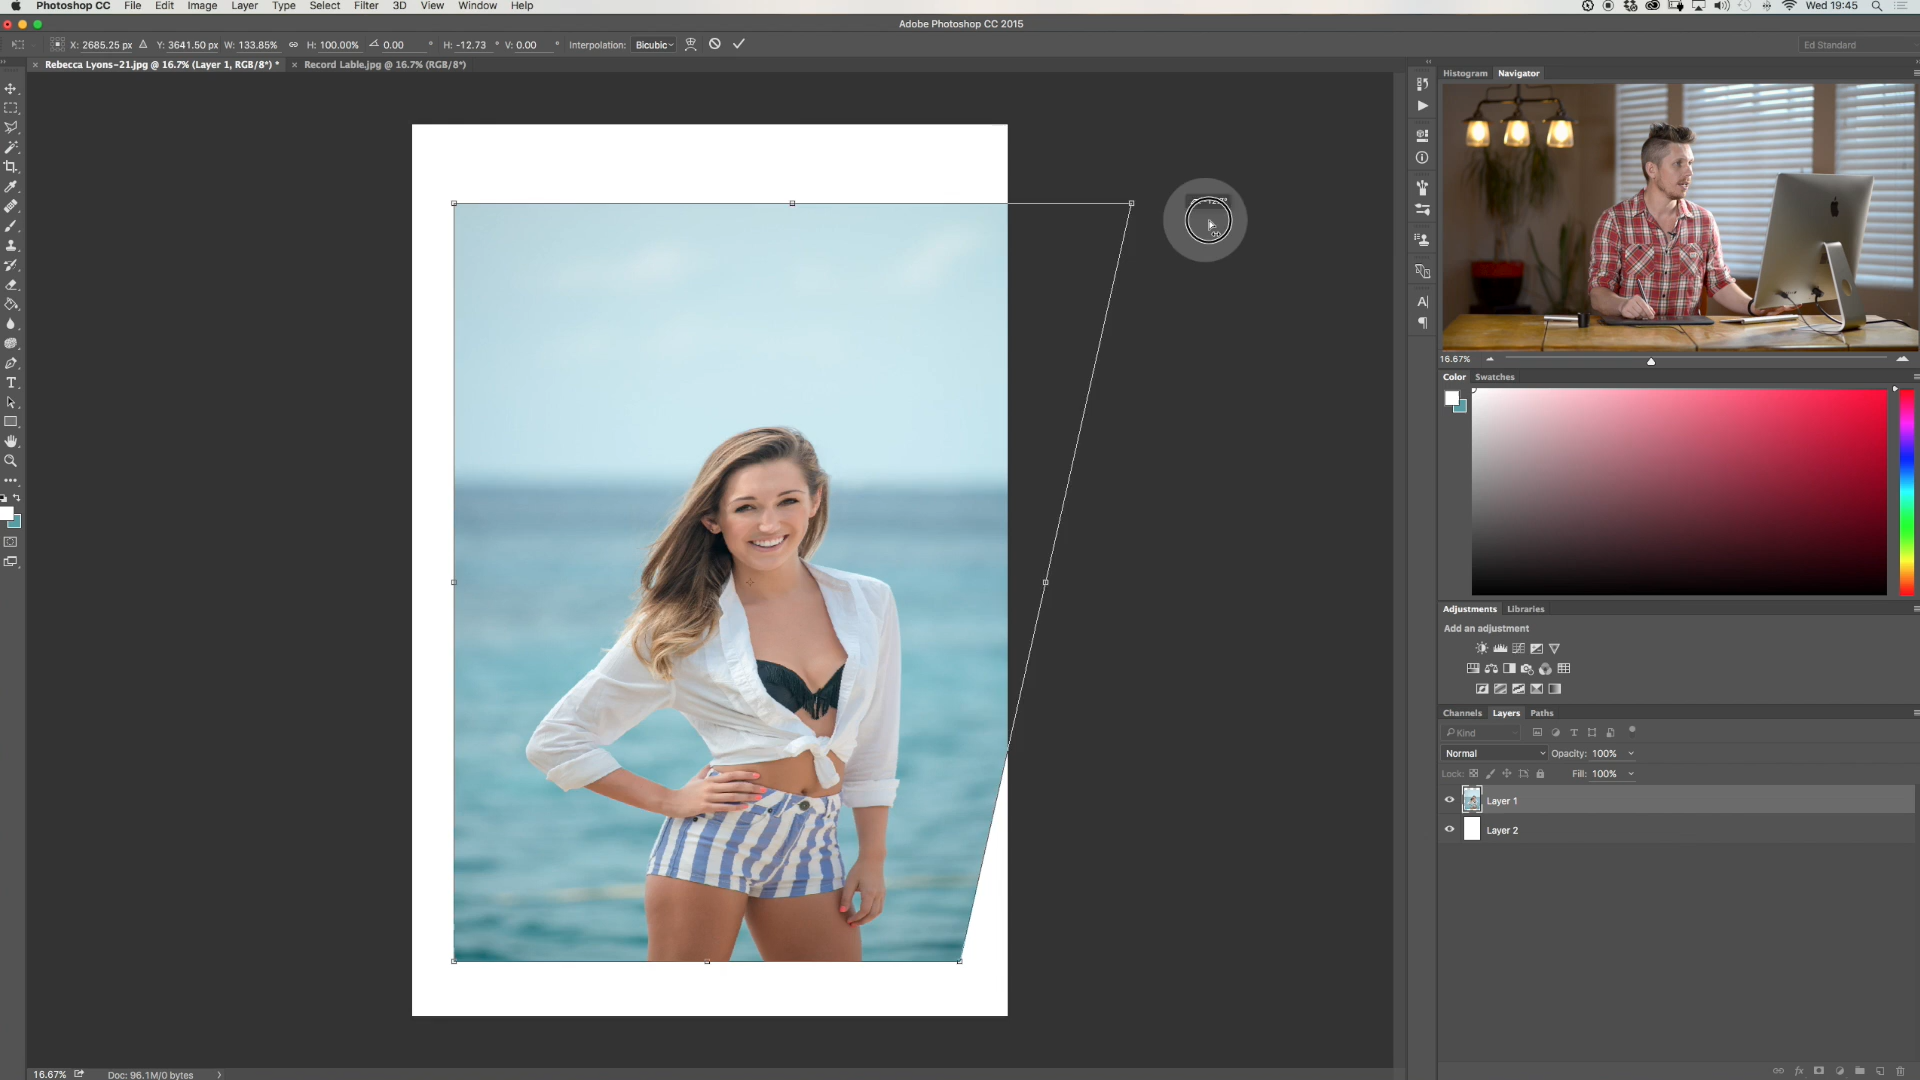 Photoshop CC File Edit Image Layer Type Select Filter 3D View Window Help Wed 19:45
Adobe Photoshop CC 2015
X: 2685.25 px Y: 3641.50 px W: 133.85% H: 100.00% 0.00 ° H: -12.73 ° V: 0.00 ° Interpolation: Bicubic Ed Standard
Rebecca Lyons-21.jpg @ 16.7% (Layer 1, RGB/8*) * Record Lable.jpg @ 16.7% (RGB/8*)
Histogram Navigator
16.67%
Color Swatches
Adjustments Libraries
Add an adjustment
Channels Layers Paths
Kind
Normal Opacity: 100%
Lock: Fill: 100%
Layer 1
Layer 2
16.67% Doc: 96.1M/0 bytes